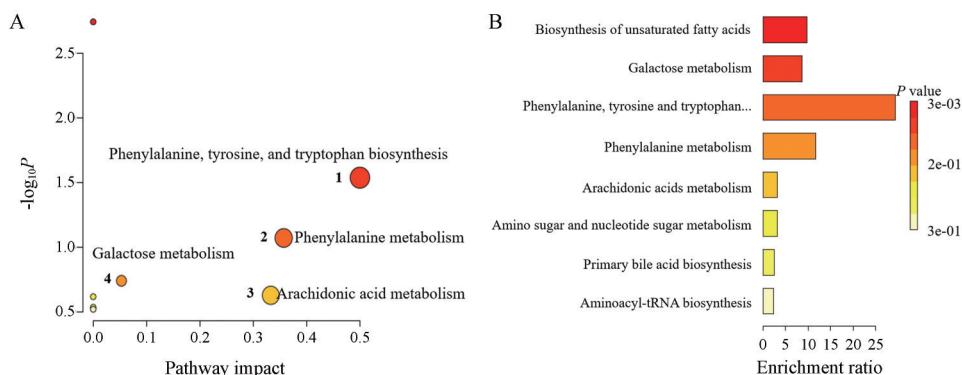 A
2.5
2.0
1.5
1.0
0.5
-log₁₀P
Phenylalanine, tyrosine, and tryptophan biosynthesis
1
2 Phenylalanine metabolism
Galactose metabolism
4
3 Arachidonic acid metabolism
0.0 0.1 0.2 0.3 0.4 0.5
Pathway impact
B
Biosynthesis of unsaturated fatty acids
Galactose metabolism
Phenylalanine, tyrosine and tryptophan...
Phenylalanine metabolism
Arachidonic acids metabolism
Amino sugar and nucleotide sugar metabolism
Primary bile acid biosynthesis
Aminoacyl-tRNA biosynthesis
0 5 10 15 20 25
Enrichment ratio
P value
3e-03
2e-01
3e-01